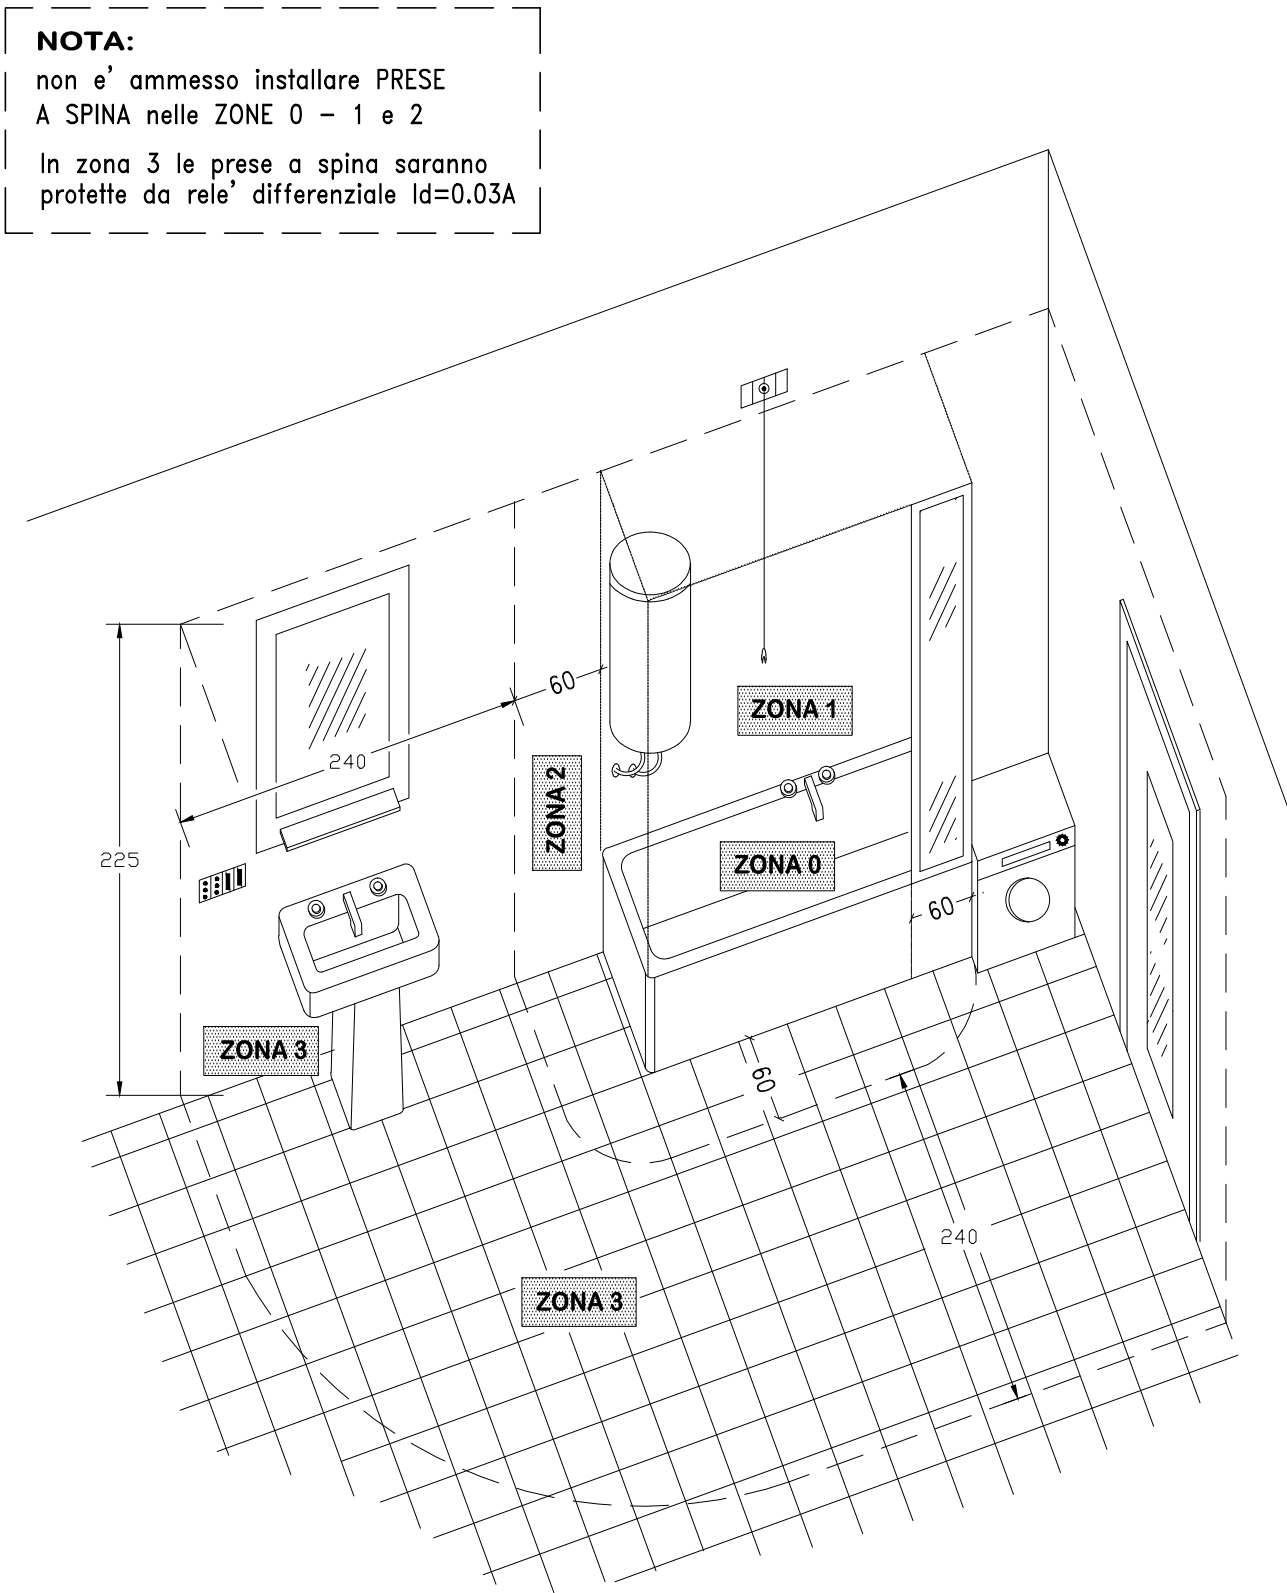 NOTA:
non e' ammesso installare PRESE
A SPINA nelle ZONE 0 - 1 e 2
In zona 3 le prese a spina saranno
protette da rele' differenziale Id=0.03A
60
ZONA 1
240
ZONA 2
225
ZONA 0
60
ZONA 3
60
240
ZONA 3